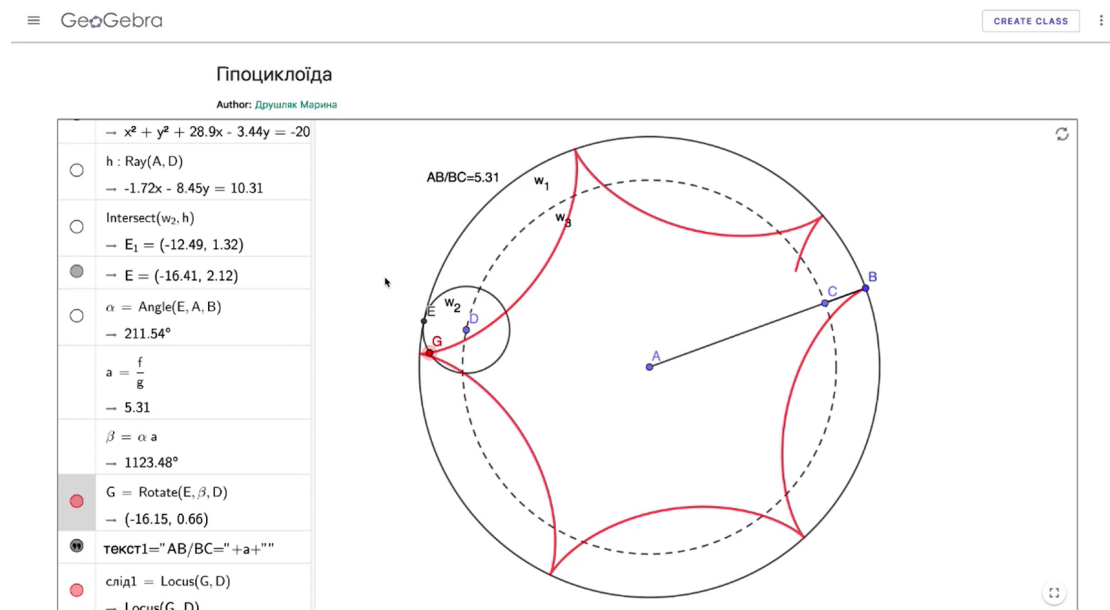 GeoGebra
CREATE CLASS
Гіпоциклоїда
Author: Друшляк Марина
→ x² + y² + 28.9x - 3.44y = -20
h : Ray(A, D)
→ -1.72x - 8.45y = 10.31
Intersect(w₂, h)
→ E₁ = (-12.49, 1.32)
→ E = (-16.41, 2.12)
α = Angle(E, A, B)
→ 211.54°
a = f/g
→ 5.31
β = α a
→ 1123.48°
G = Rotate(E, β, D)
→ (-16.15, 0.66)
текст1="AB/BC="+a+""
слід1 = Locus(G, D)
→ Locus(G, D)
AB/BC=5.31
w₁
w₃
B
C
w₂
E
D
G
A